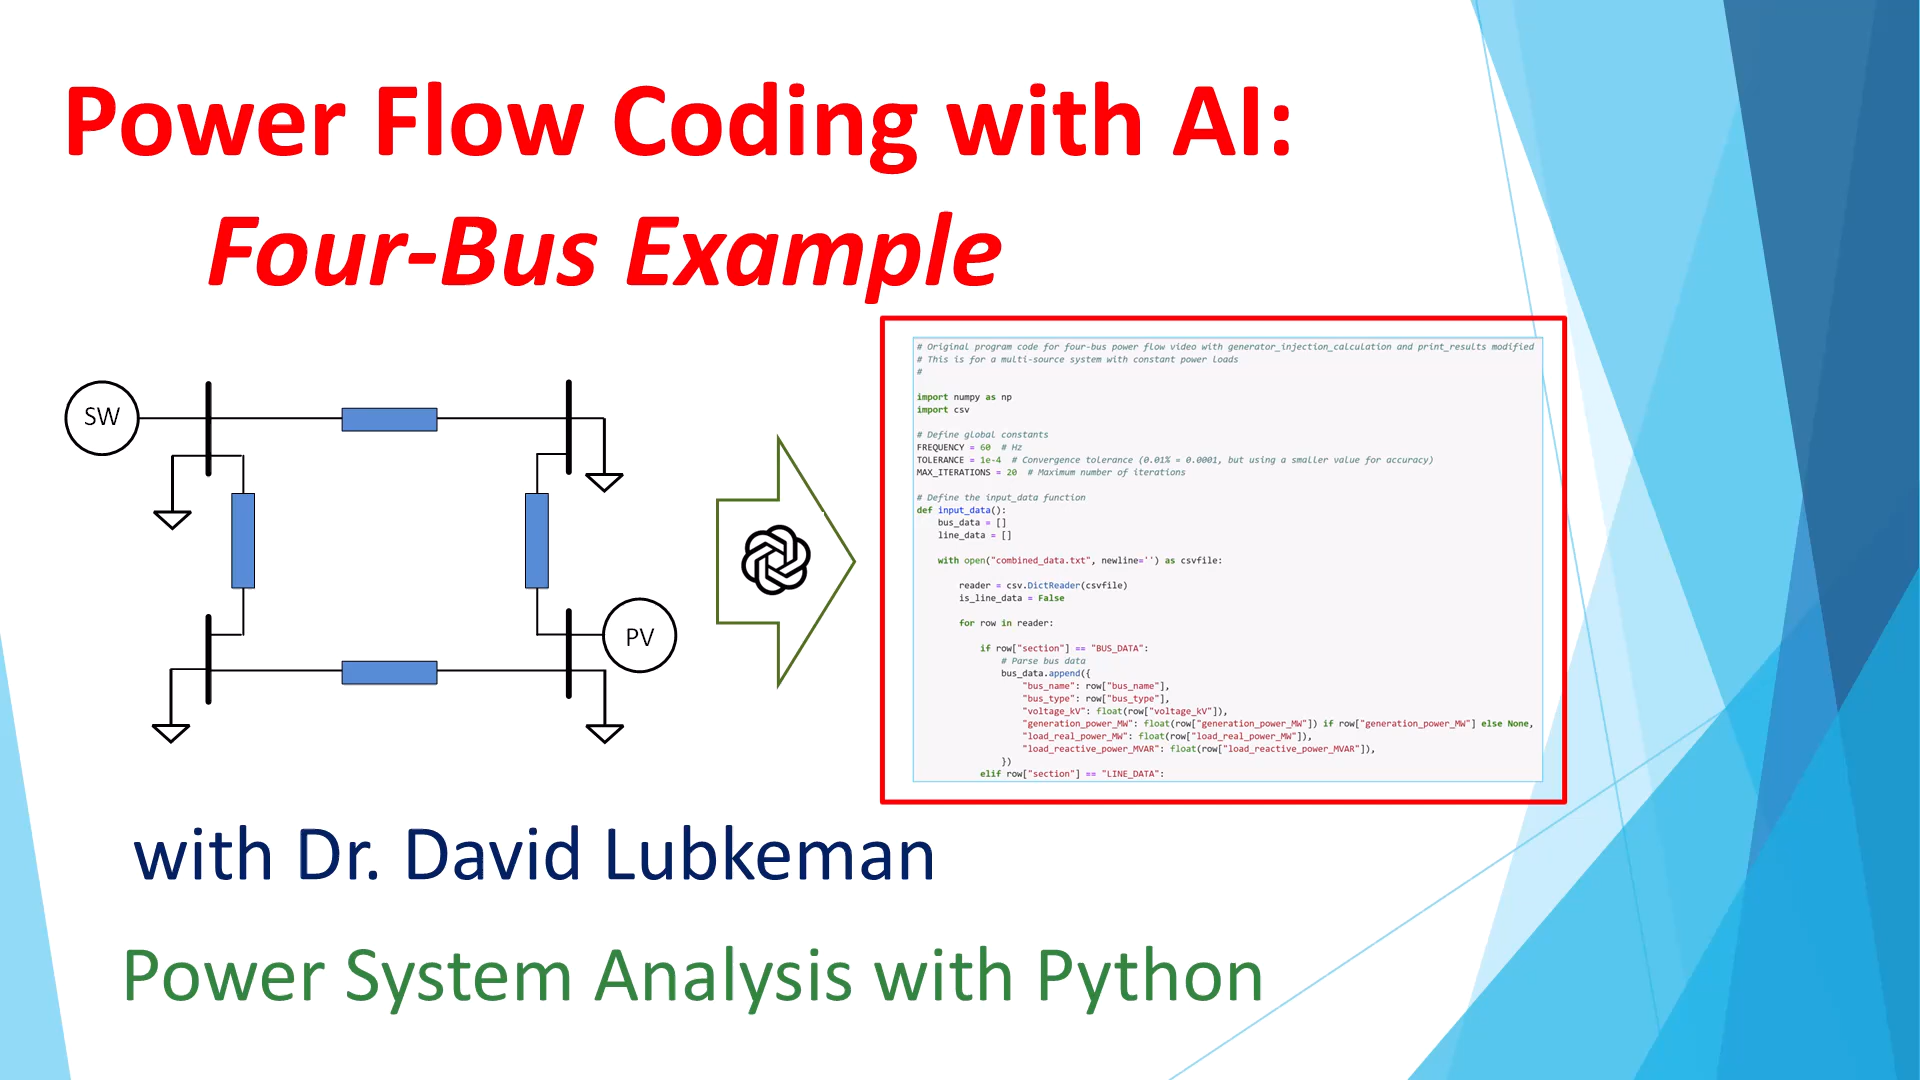 Power Flow Coding with AI:
Four-Bus Example
SW
PV
# Original program code for four-bus power flow video with generator_injection_calculation and print_results modified
# This is for a multi-source system with constant power loads
#
import numpy as np
import csv
# Define global constants
FREQUENCY = 60  # Hz
TOLERANCE = 1e-4  # Convergence tolerance (0.01% = 0.0001, but using a smaller value for accuracy)
MAX_ITERATIONS = 20  # Maximum number of iterations
# Define the input_data function
def input_data():
    bus_data = []
    line_data = []
    with open("combined_data.txt", newline='') as csvfile:
        reader = csv.DictReader(csvfile)
        is_line_data = False
        for row in reader:
            if row["section"] == "BUS_DATA":
                # Parse bus data
                bus_data.append({
                    "bus_name": row["bus_name"],
                    "bus_type": row["bus_type"],
                    "voltage_kV": float(row["voltage_kV"]),
                    "generation_power_MW": float(row["generation_power_MW"]) if row["generation_power_MW"] else None,
                    "load_real_power_MW": float(row["load_real_power_MW"]),
                    "load_reactive_power_MVAR": float(row["load_reactive_power_MVAR"]),
                })
            elif row["section"] == "LINE_DATA":
with Dr. David Lubkeman
Power System Analysis with Python